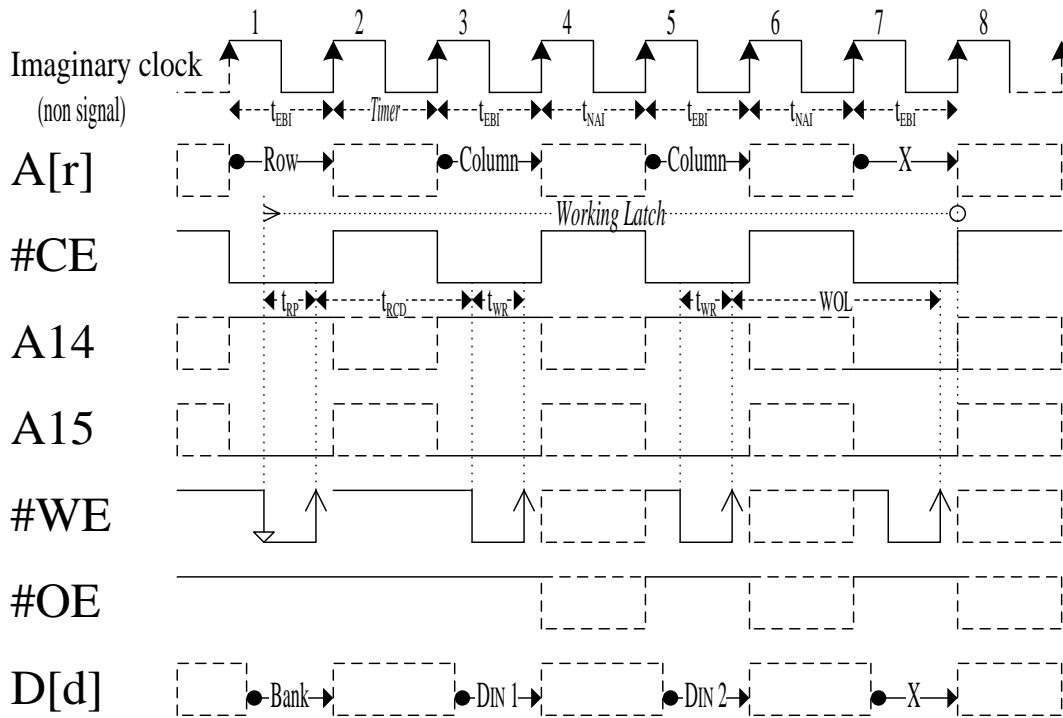 1 2 3 4 5 6 7 8
Imaginary clock
(non signal)
tEBI Timer tEBI tNAI tEBI tNAI tEBI
A[r] Row Column Column X
Working Latch
#CE
tRP tRCD tWR tWR WOL
A14
A15
#WE
#OE
D[d] Bank DIN 1 DIN 2 X